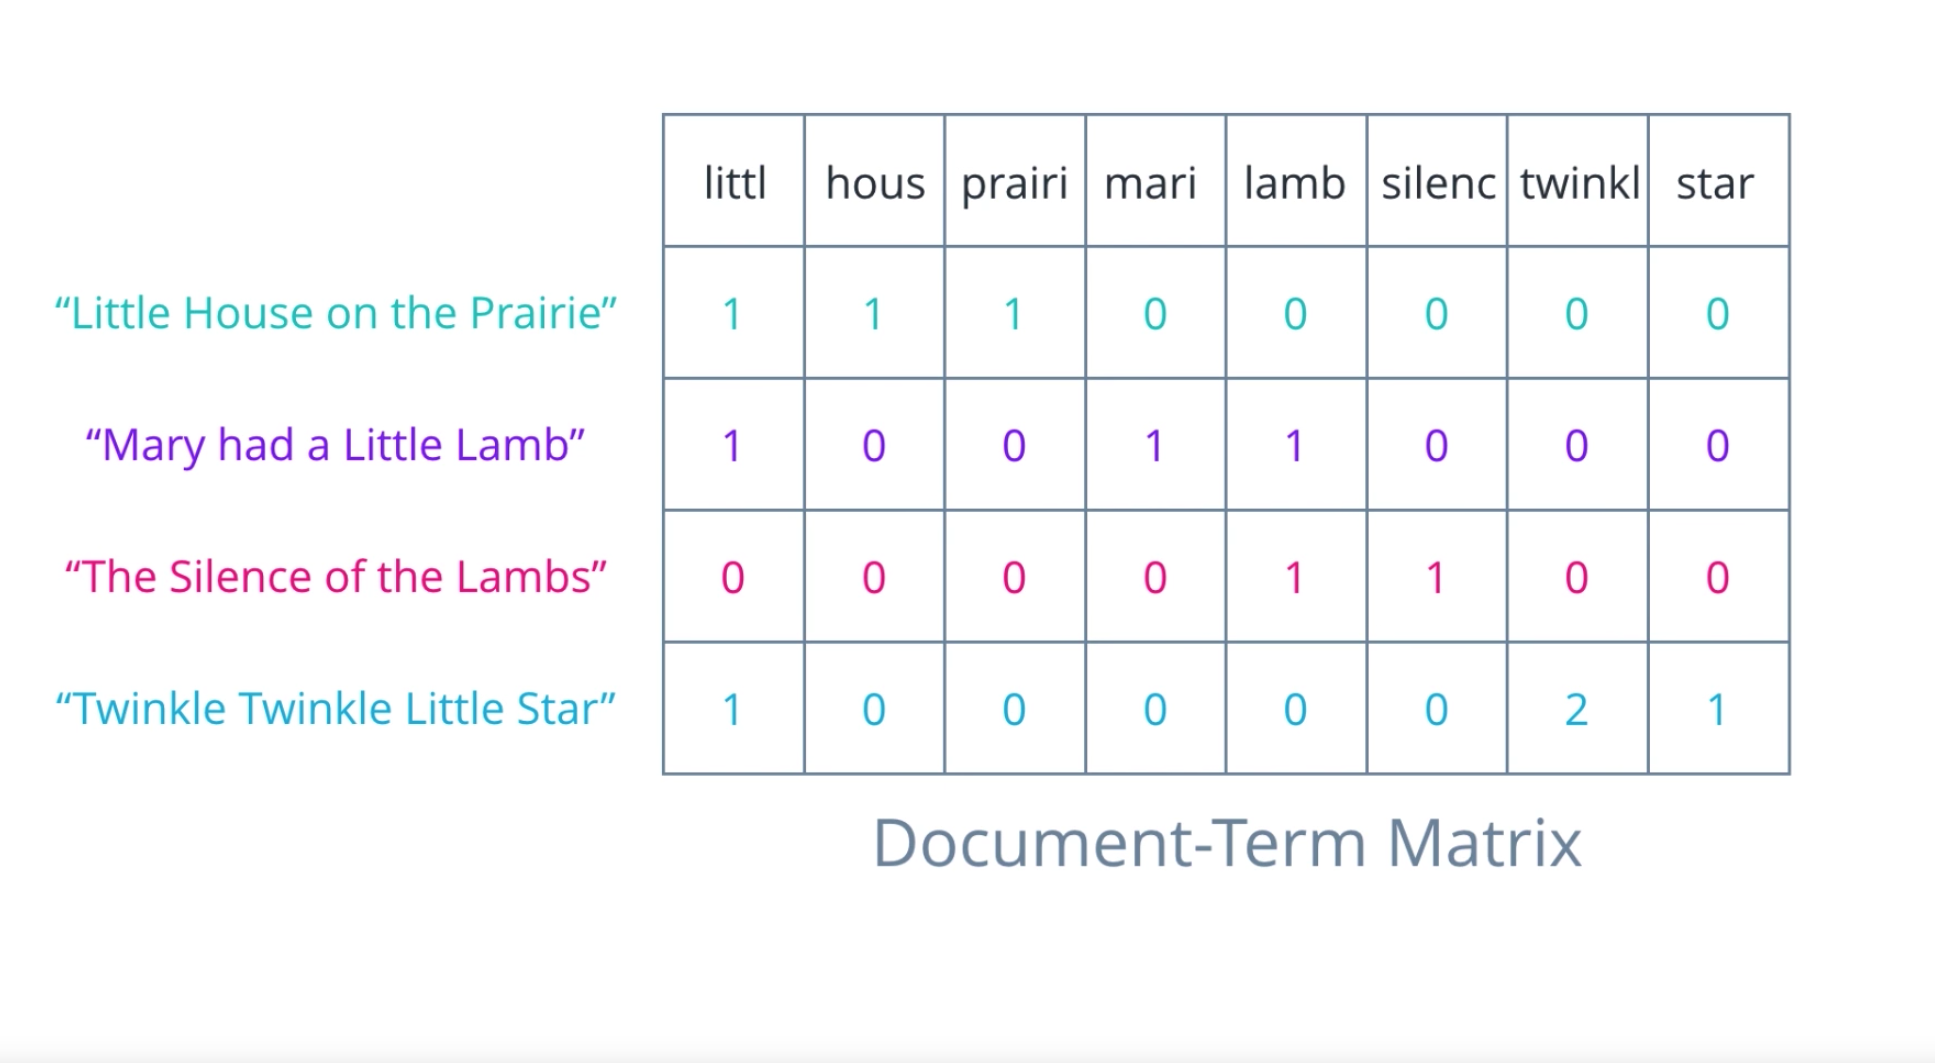 littl hous prairi mari lamb silenc twinkl star
“Little House on the Prairie” 1 1 1 0 0 0 0 0
“Mary had a Little Lamb” 1 0 0 1 1 0 0 0
“The Silence of the Lambs” 0 0 0 0 1 1 0 0
“Twinkle Twinkle Little Star” 1 0 0 0 0 0 2 1
Document-Term Matrix